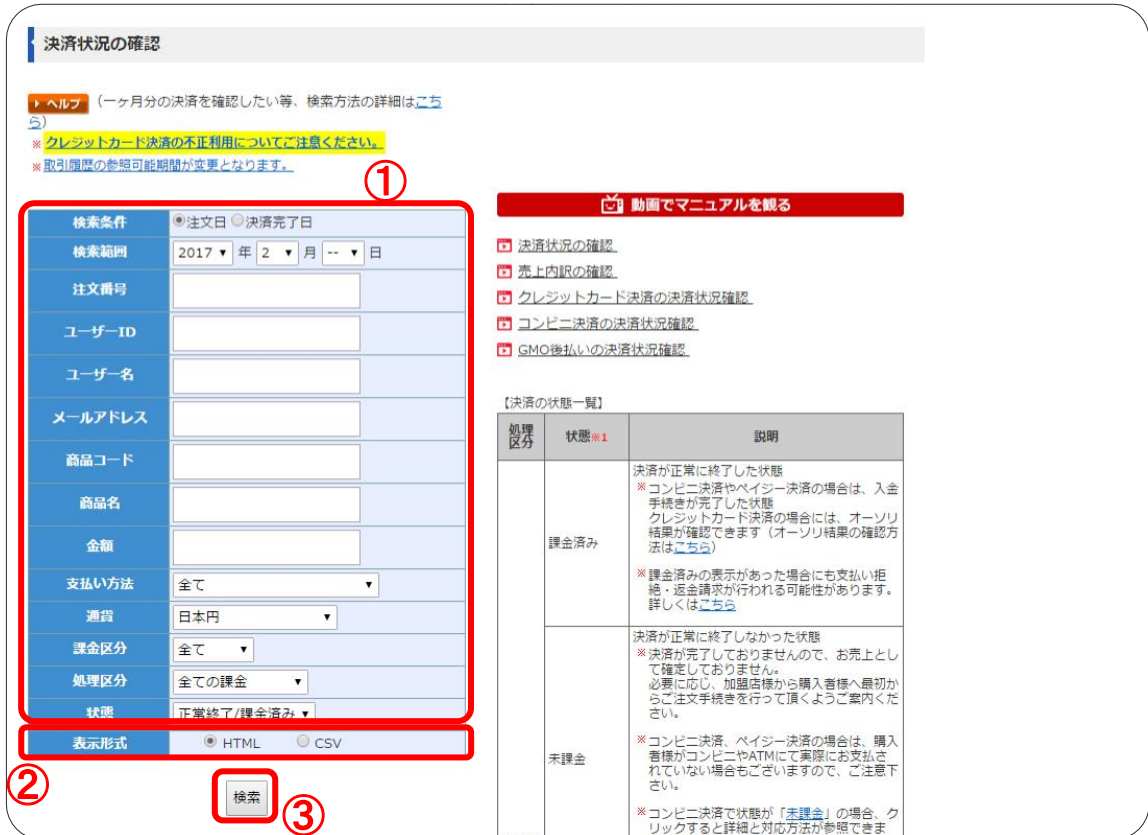 決済状況の確認
ヘルプ （一ヶ月分の決済を確認したい等、検索方法の詳細はこち
ら）
※ クレジットカード決済の不正利用についてご注意ください。
※ 取引履歴の参照可能期間が変更となります。
①
検索条件 注文日 決済完了日
検索範囲 2017 年 2 月 -- 日
注文番号
ユーザーID
ユーザー名
メールアドレス
商品コード
商品名
金額
支払い方法 全て
通貨 日本円
課金区分 全て
処理区分 全ての課金
状態 正常終了/課金済み
表示形式 HTML CSV
②
検索
③
動画でマニュアルを観る
決済状況の確認
売上内訳の確認
クレジットカード決済の決済状況確認
コンビニ決済の決済状況確認
GMO後払いの決済状況確認
【決済の状態一覧】
処理区分 状態※1 説明
課金済み
決済が正常に終了した状態
※コンビニ決済やペイジー決済の場合は、入金
手続きが完了した状態
クレジットカード決済の場合には、オーソリ
結果が確認できます（オーソリ結果の確認方
法はこちら）
※課金済みの表示があった場合にも支払い拒
絶・返金請求が行われる可能性があります。
詳しくはこちら
未課金
決済が正常に終了しなかった状態
※決済が完了しておりませんので、お売上とし
て確定しておりません。
必要に応じ、加盟店様から購入者様へ最初か
らご注文手続きを行って頂くようご案内くだ
さい。
※コンビニ決済、ペイジー決済の場合は、購入
者様がコンビニやATMにて実際にお支払さ
れていない場合もございますので、ご注意下
さい。
※コンビニ決済で状態が「未課金」の場合、ク
リックすると詳細と対応方法が参照できま